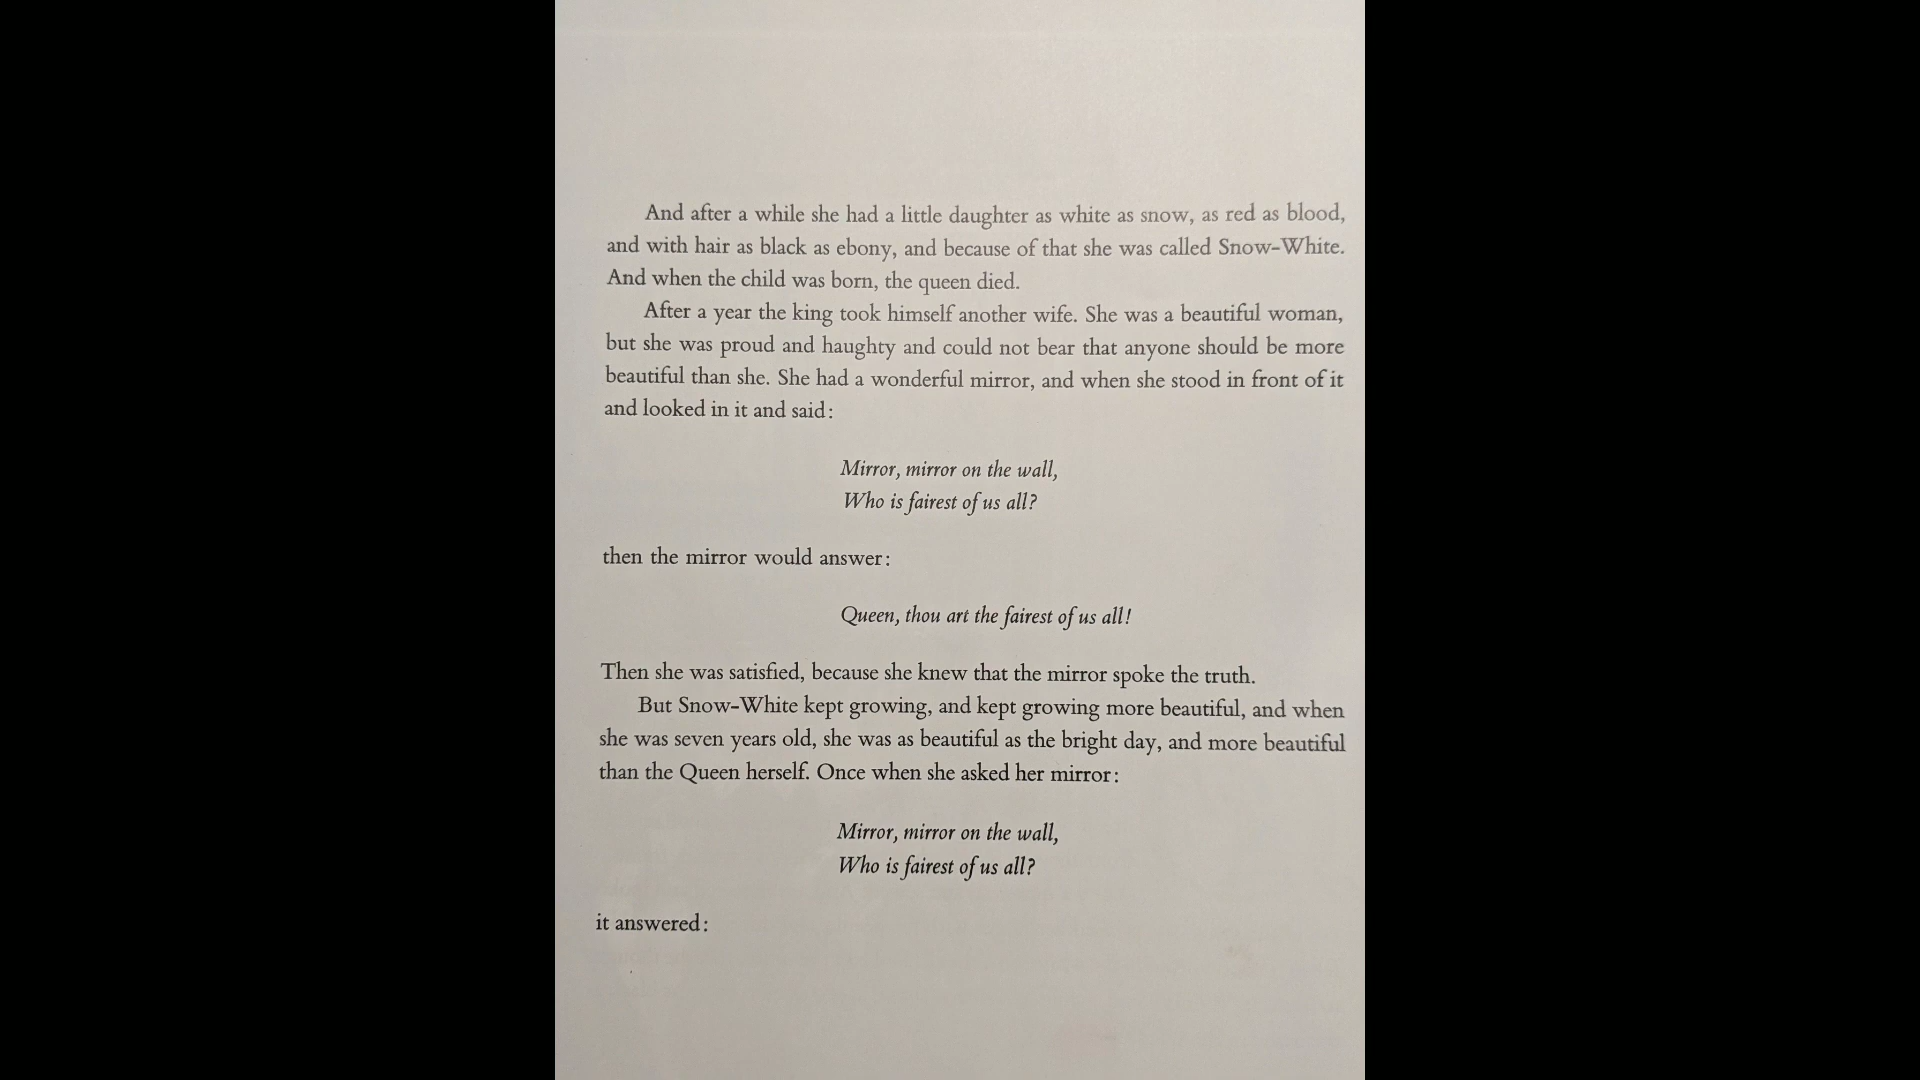 And after a while she had a little daughter as white as snow, as red as blood,
and with hair as black as ebony, and because of that she was called Snow-White.
And when the child was born, the queen died.
After a year the king took himself another wife. She was a beautiful woman,
but she was proud and haughty and could not bear that anyone should be more
beautiful than she. She had a wonderful mirror, and when she stood in front of it
and looked in it and said:
Mirror, mirror on the wall,
Who is fairest of us all?
then the mirror would answer:
Queen, thou art the fairest of us all!
Then she was satisfied, because she knew that the mirror spoke the truth.
But Snow-White kept growing, and kept growing more beautiful, and when
she was seven years old, she was as beautiful as the bright day, and more beautiful
than the Queen herself. Once when she asked her mirror:
Mirror, mirror on the wall,
Who is fairest of us all?
it answered: